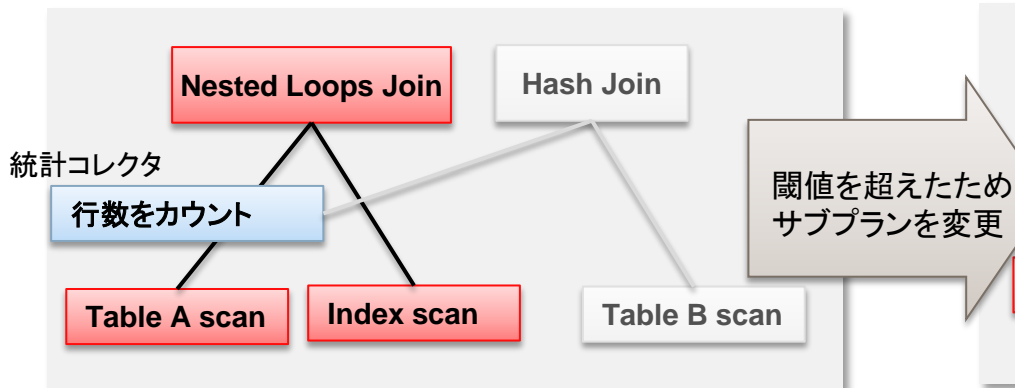 Nested Loops Join
Hash Join
統計コレクタ
行数をカウント
閾値を超えたため
サブプランを変更
Table A scan
Index scan
Table B scan